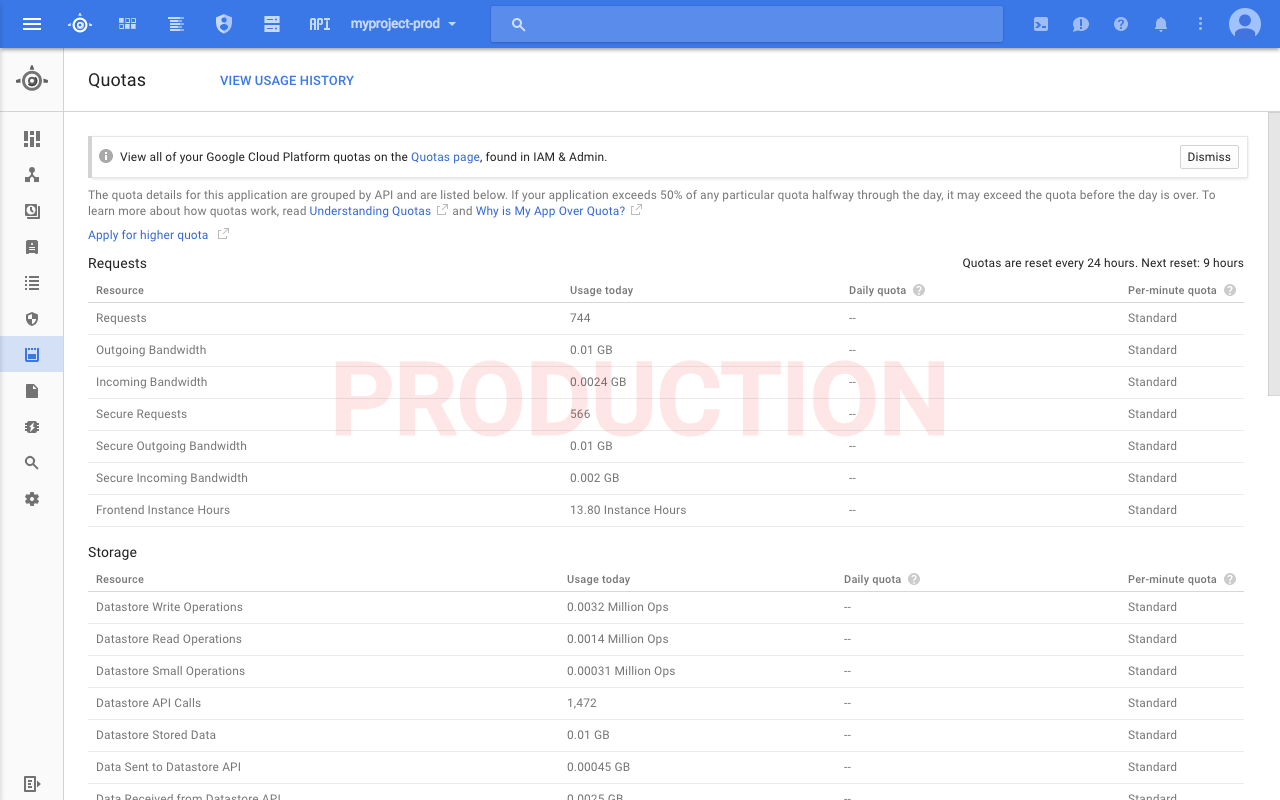 API myproject-prod
Quotas VIEW USAGE HISTORY
View all of your Google Cloud Platform quotas on the Quotas page, found in IAM & Admin. Dismiss
The quota details for this application are grouped by API and are listed below. If your application exceeds 50% of any particular quota halfway through the day, it may exceed the quota before the day is over. To
learn more about how quotas work, read Understanding Quotas and Why is My App Over Quota?
Apply for higher quota
Requests Quotas are reset every 24 hours. Next reset: 9 hours
Resource Usage today Daily quota Per-minute quota
Requests 744 -- Standard
Outgoing Bandwidth 0.01 GB -- Standard
Incoming Bandwidth 0.0024 GB -- Standard
PRODUCTION
Secure Requests 566 -- Standard
Secure Outgoing Bandwidth 0.01 GB -- Standard
Secure Incoming Bandwidth 0.002 GB -- Standard
Frontend Instance Hours 13.80 Instance Hours -- Standard
Storage
Resource Usage today Daily quota Per-minute quota
Datastore Write Operations 0.0032 Million Ops -- Standard
Datastore Read Operations 0.0014 Million Ops -- Standard
Datastore Small Operations 0.00031 Million Ops -- Standard
Datastore API Calls 1,472 -- Standard
Datastore Stored Data 0.01 GB -- Standard
Data Sent to Datastore API 0.00045 GB -- Standard
Data Received from Datastore API 0.0025 GB -- Standard